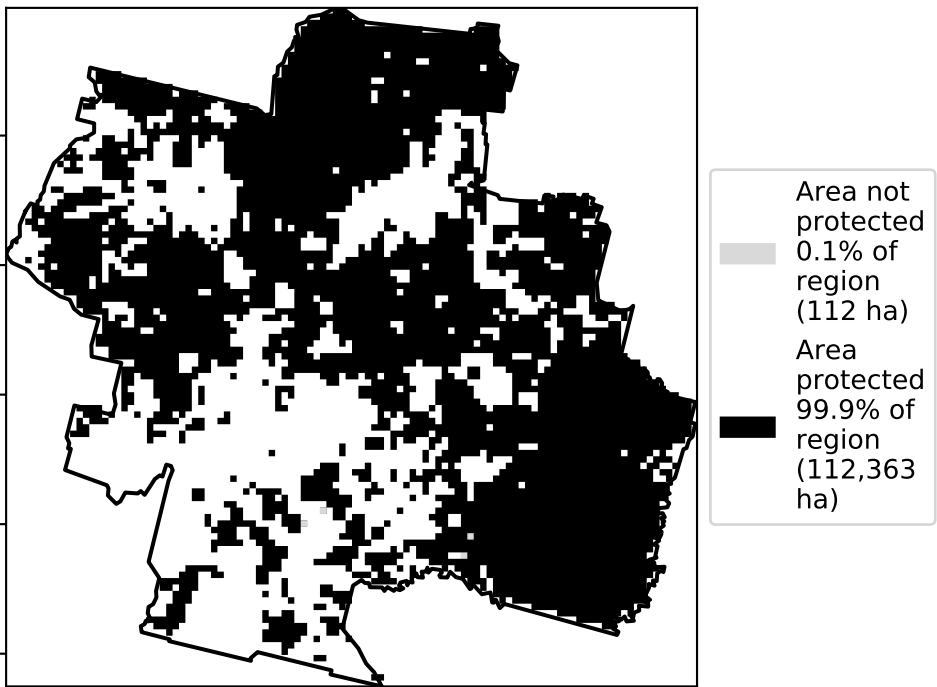 Area not
protected
0.1% of
region
(112 ha)
Area
protected
99.9% of
region
(112,363
ha)